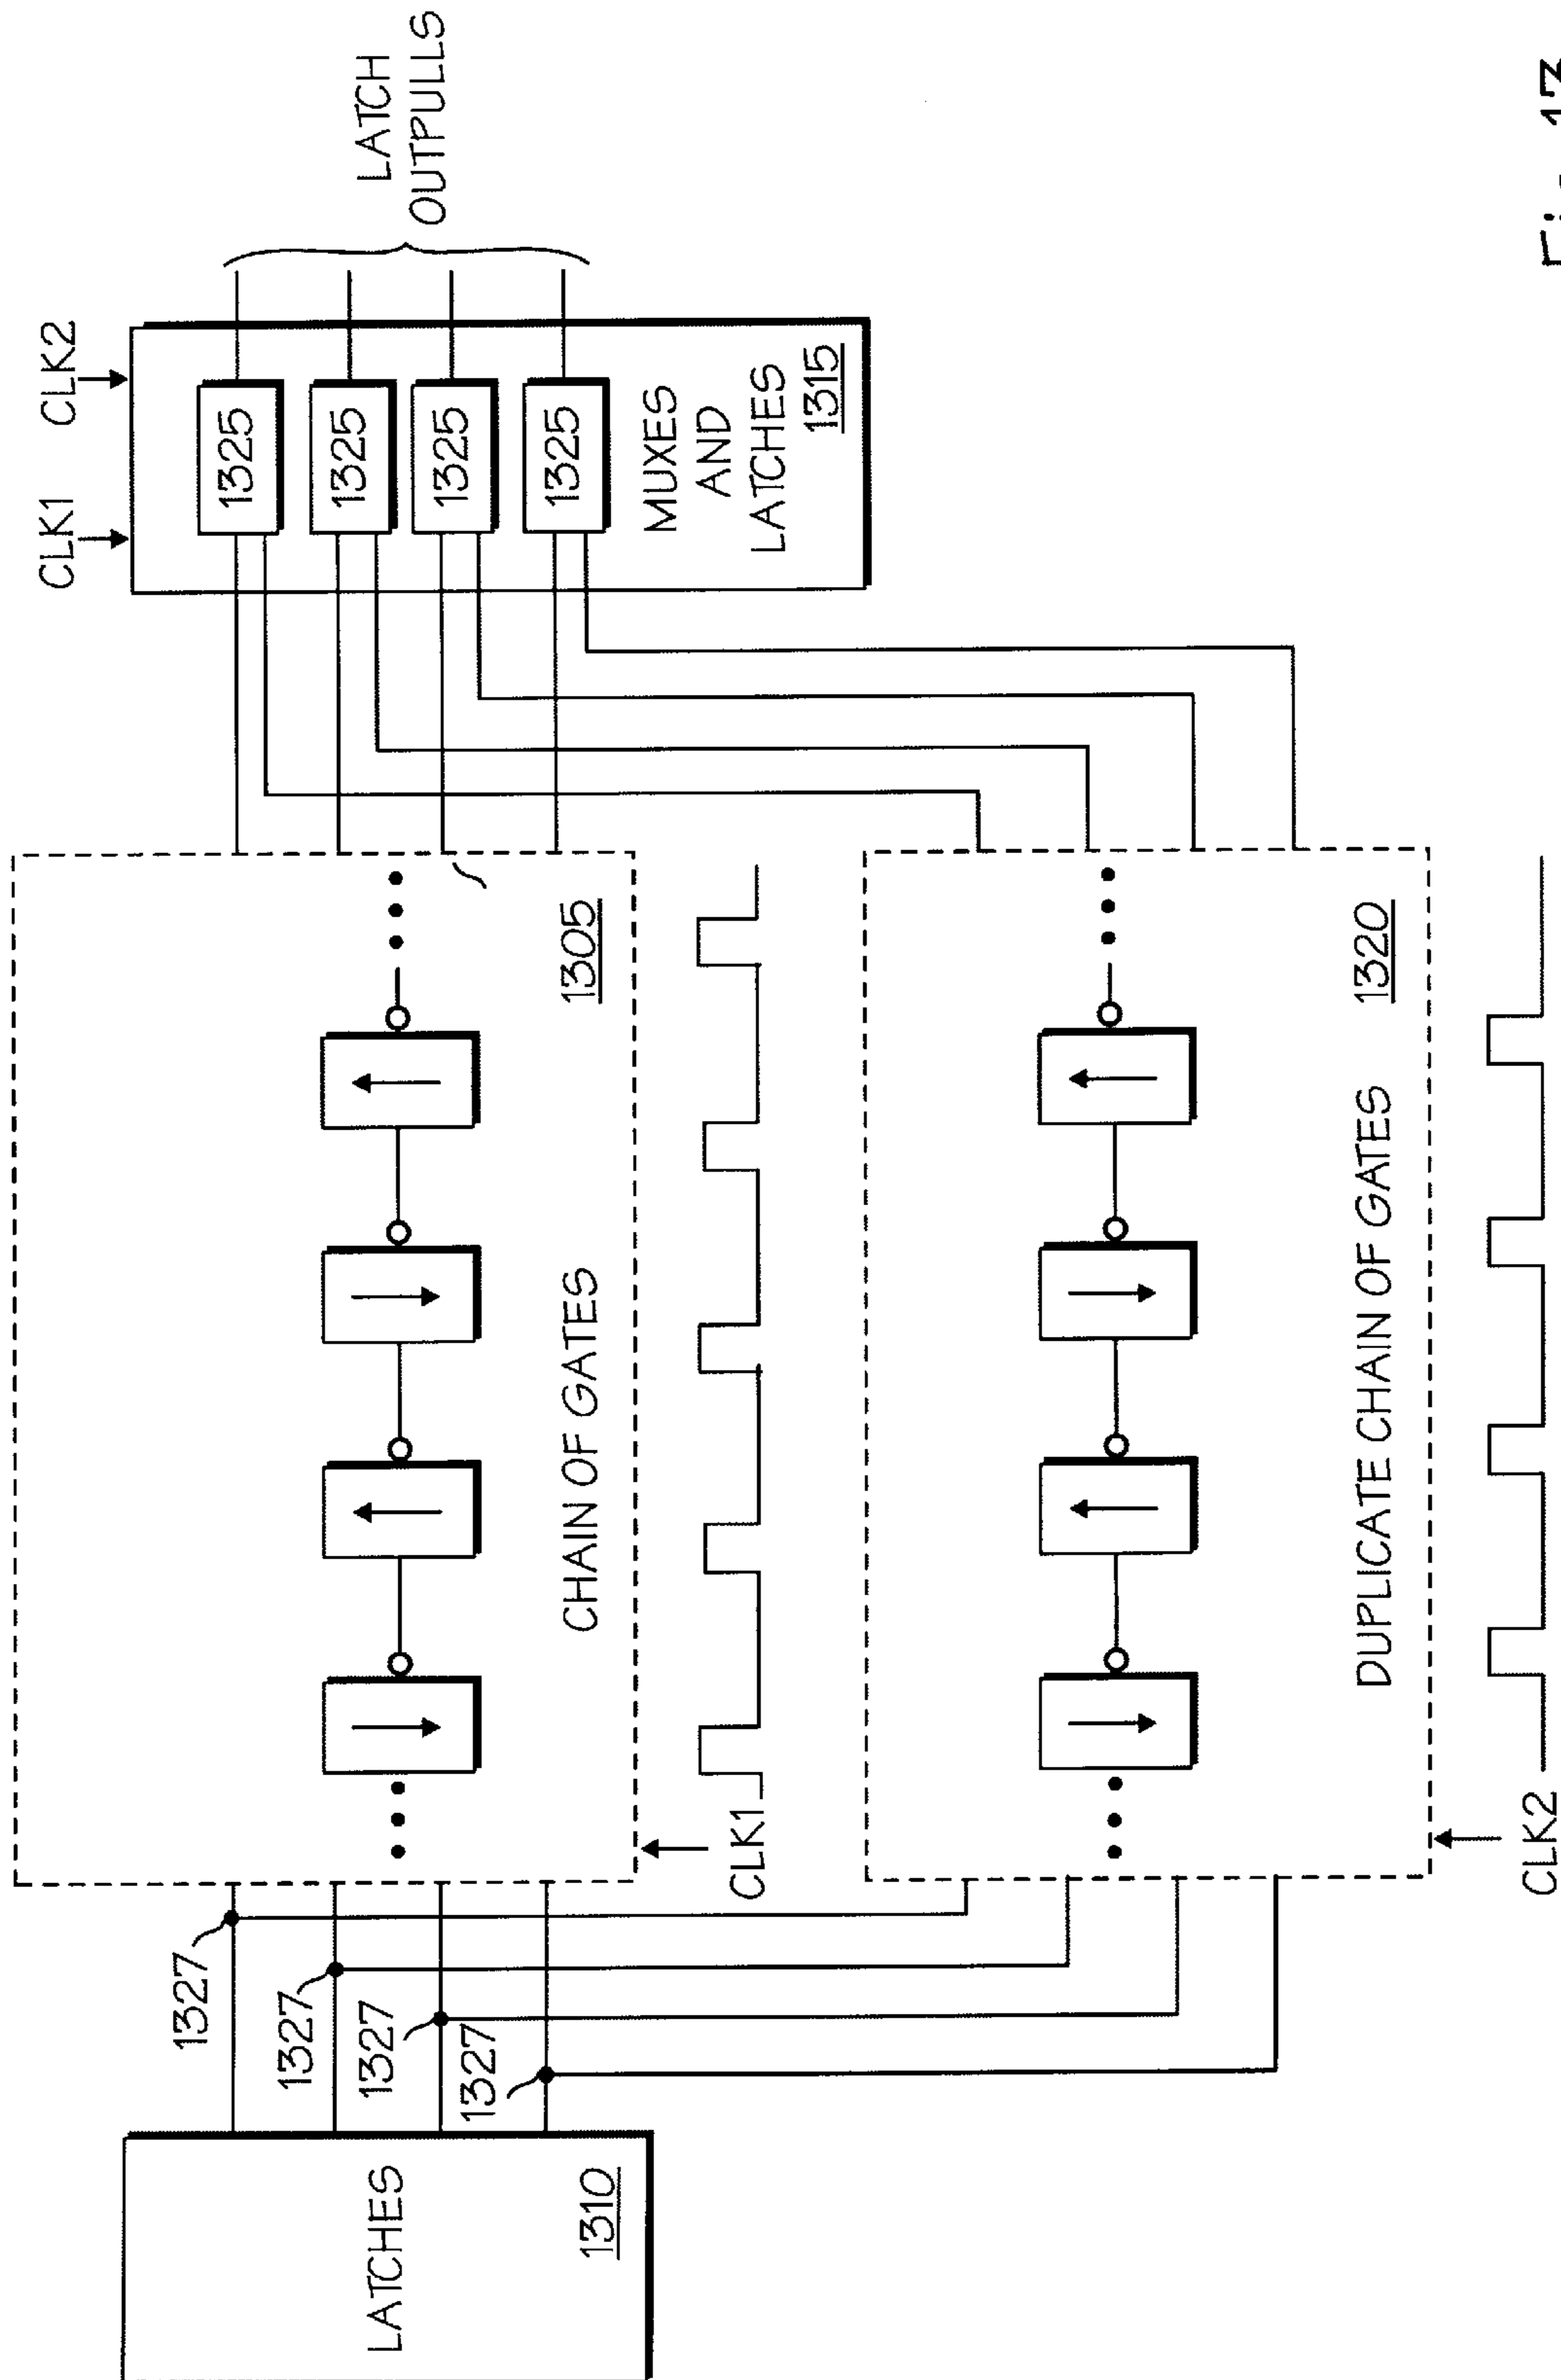 LATCHES
1310
1327
1327
1327
1327
CHAIN OF GATES
1305
CLK1
DUPLICATE CHAIN OF GATES
1320
CLK2
CLK1
CLK2
1325
1325
1325
1325
MUXES
AND
LATCHES
1315
LATCH
OUTPULLS